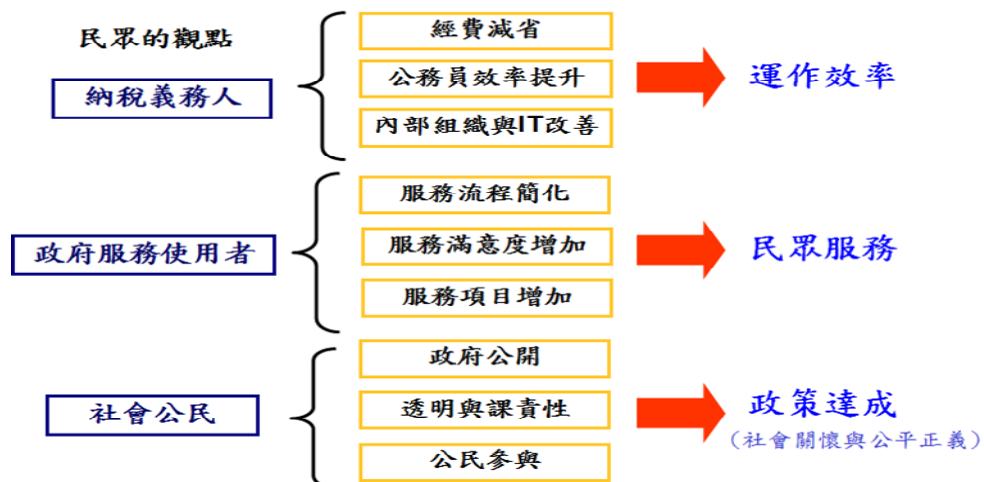 民眾的觀點
納稅義務人
經費減省
公務員效率提升
內部組織與IT改善
運作效率
政府服務使用者
服務流程簡化
服務滿意度增加
服務項目增加
民眾服務
社會公民
政府公開
透明與課責性
公民參與
政策達成
(社會關懷與公平正義)